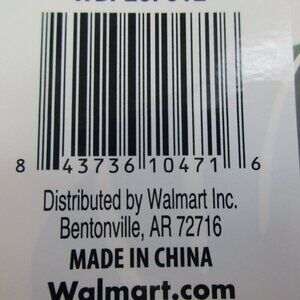 8 43736 10471 6
Distributed by Walmart Inc.
Bentonville, AR 72716
MADE IN CHINA
Walmart.com